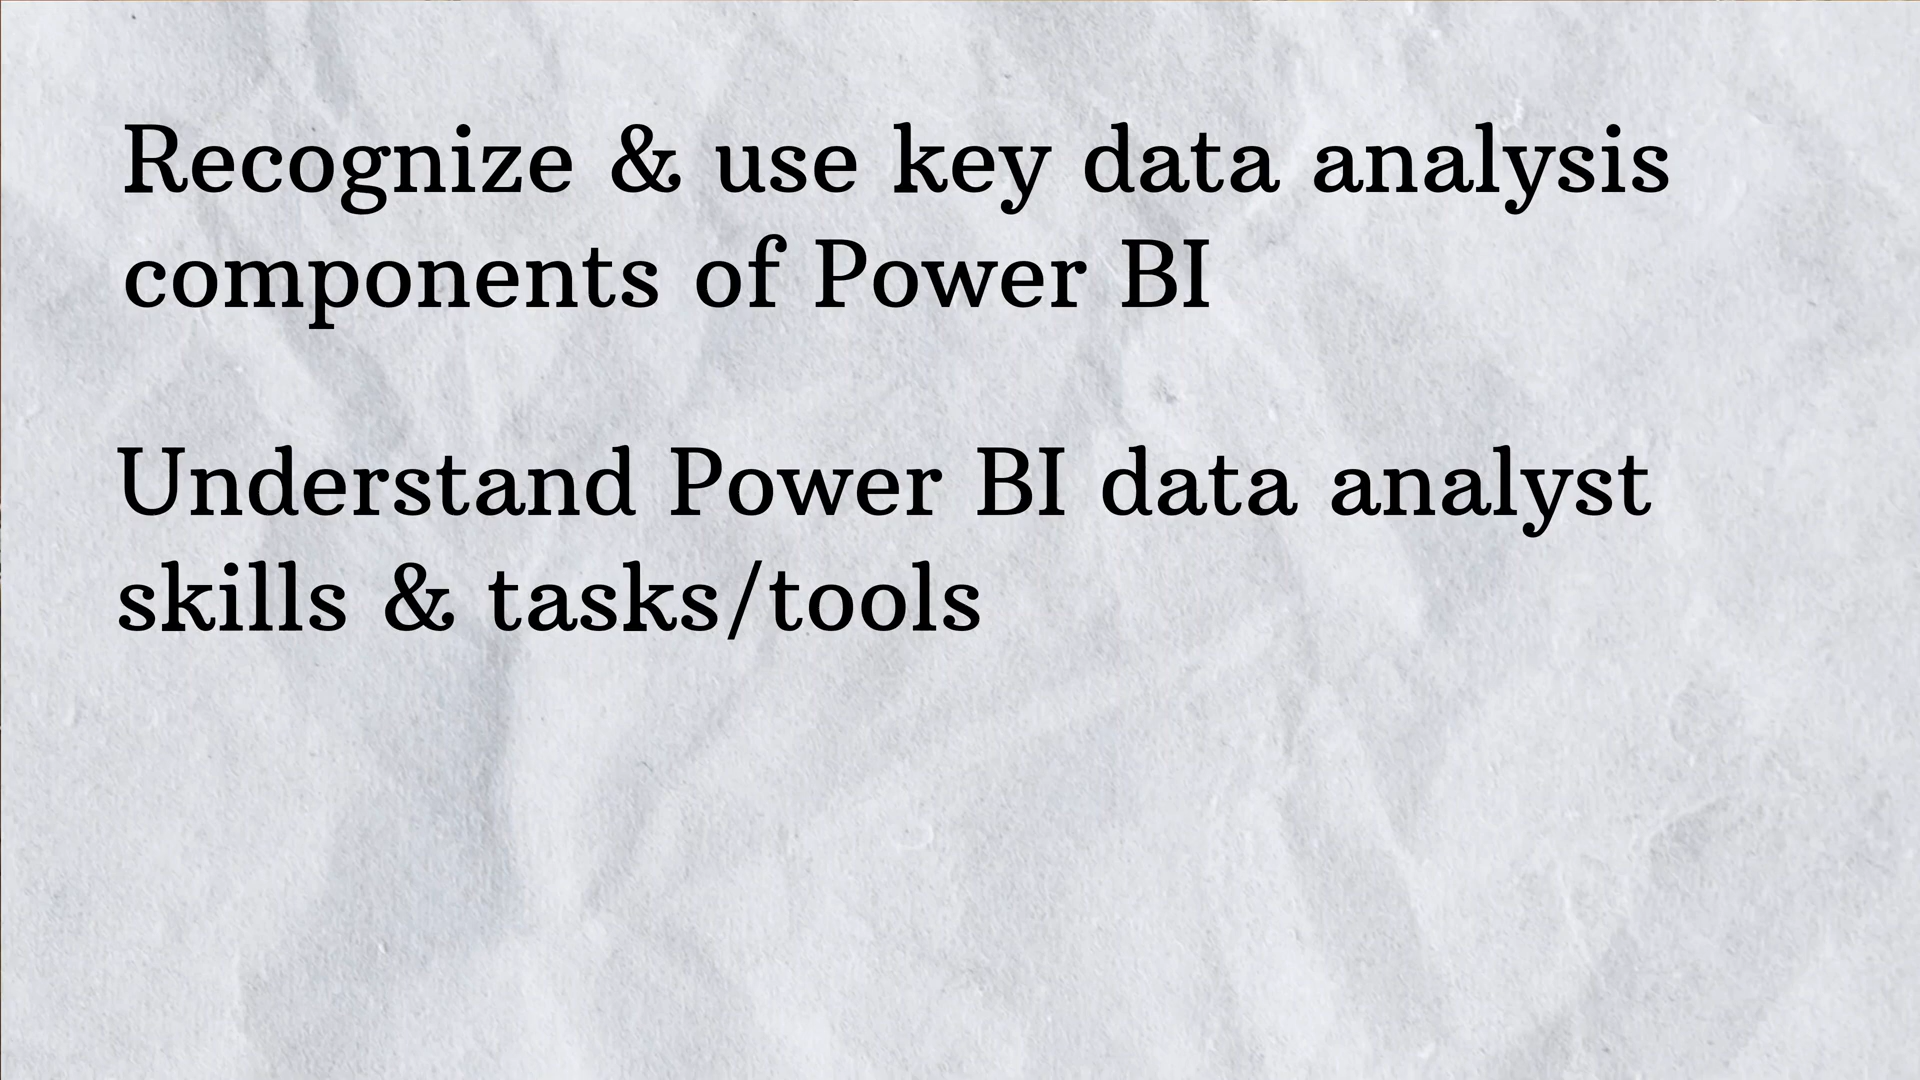 Recognize & use key data analysis
components of Power BI
Understand Power BI data analyst
skills & tasks/tools